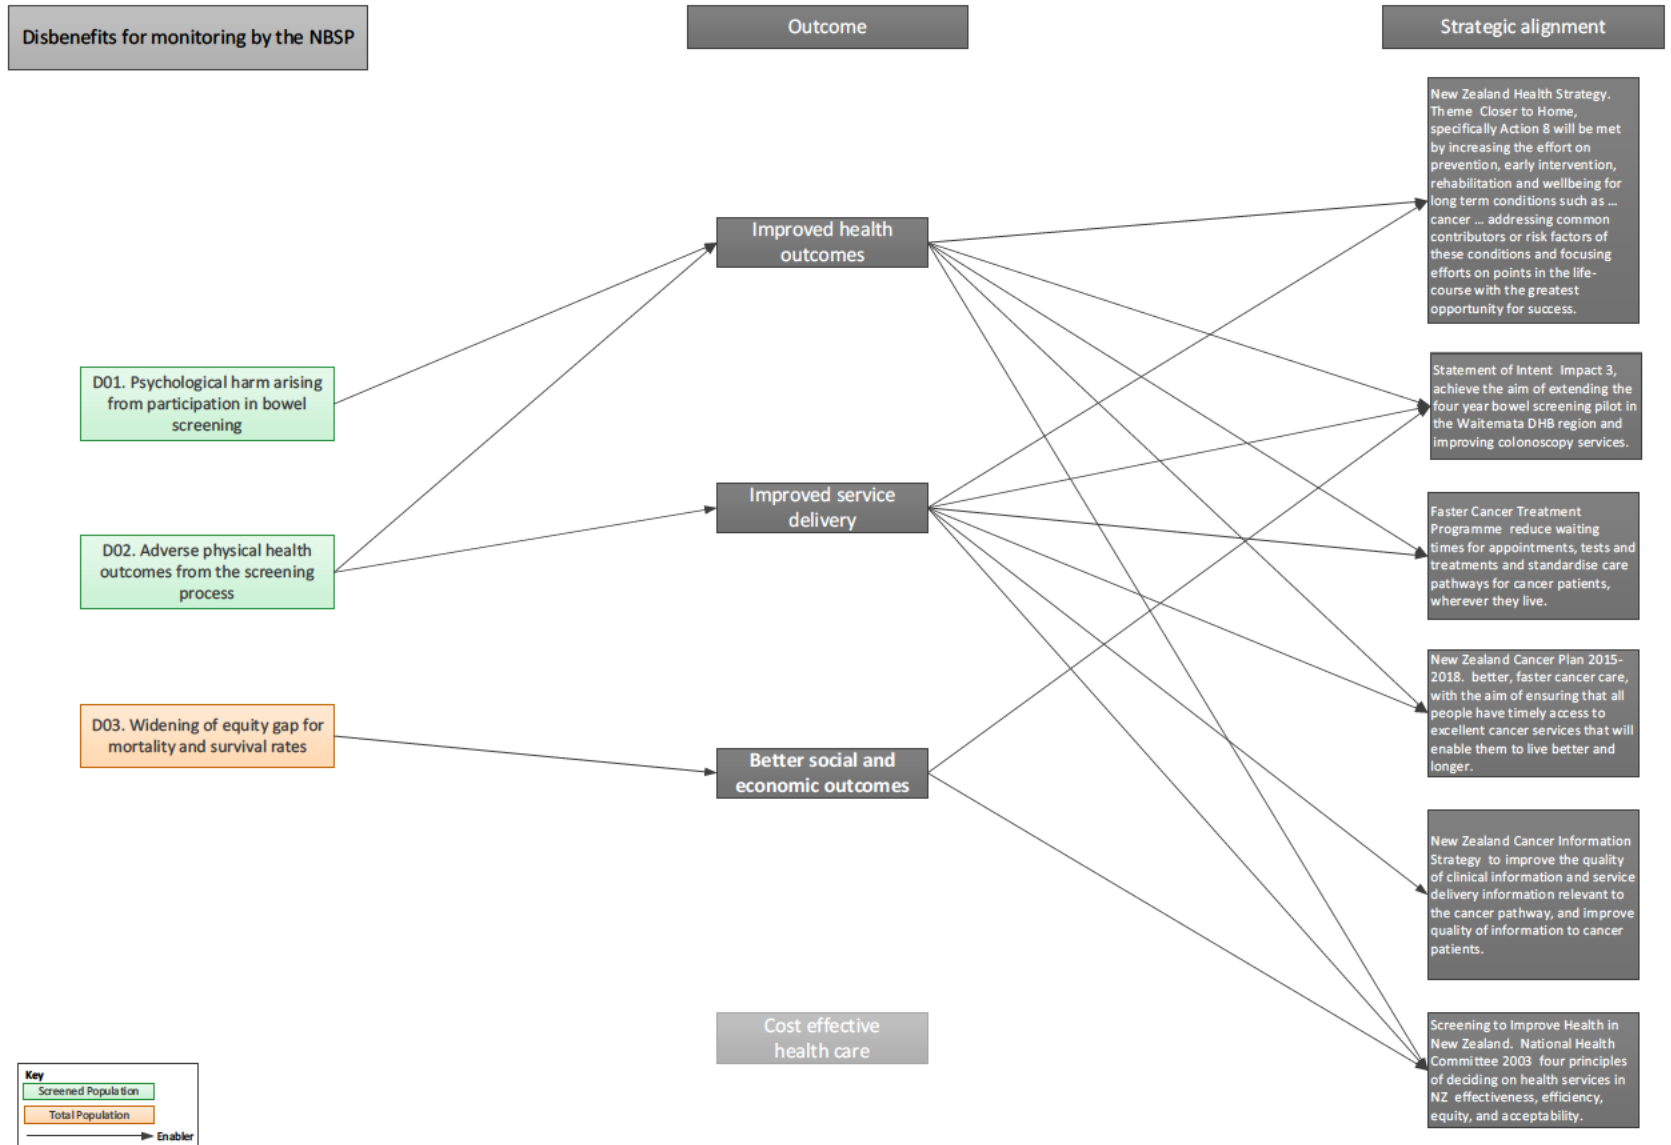 Disbenefits for monitoring by the NBSP
Outcome
Strategic alignment
D01. Psychological harm arising
from participation in bowel
screening
D02. Adverse physical health
outcomes from the screening
process
D03. Widening of equity gap for
mortality and survival rates
Improved health
outcomes
Improved service
delivery
Better social and
economic outcomes
Cost effective
health care
New Zealand Health Strategy.
Theme Closer to Home,
specifically Action 8 will be met
by increasing the effort on
prevention, early intervention,
rehabilitation and wellbeing for
long term conditions such as ...
cancer ... addressing common
contributors or risk factors of
these conditions and focusing
efforts on points in the life-
course with the greatest
opportunity for success.
Statement of Intent Impact 3,
achieve the aim of extending the
four year bowel screening pilot in
the Waitemata DHB region and
improving colonoscopy services.
Faster Cancer Treatment
Programme reduce waiting
times for appointments, tests and
treatments and standardise care
pathways for cancer patients,
wherever they live.
New Zealand Cancer Plan 2015-
2018. better, faster cancer care,
with the aim of ensuring that all
people have timely access to
excellent cancer services that will
enable them to live better and
longer.
New Zealand Cancer Information
Strategy to improve the quality
of clinical information and service
delivery information relevant to
the cancer pathway, and improve
quality of information to cancer
patients.
Screening to Improve Health in
New Zealand. National Health
Committee 2003 four principles
of deciding on health services in
NZ effectiveness, efficiency,
equity, and acceptability.
Key
Screened Population
Total Population
Enabler